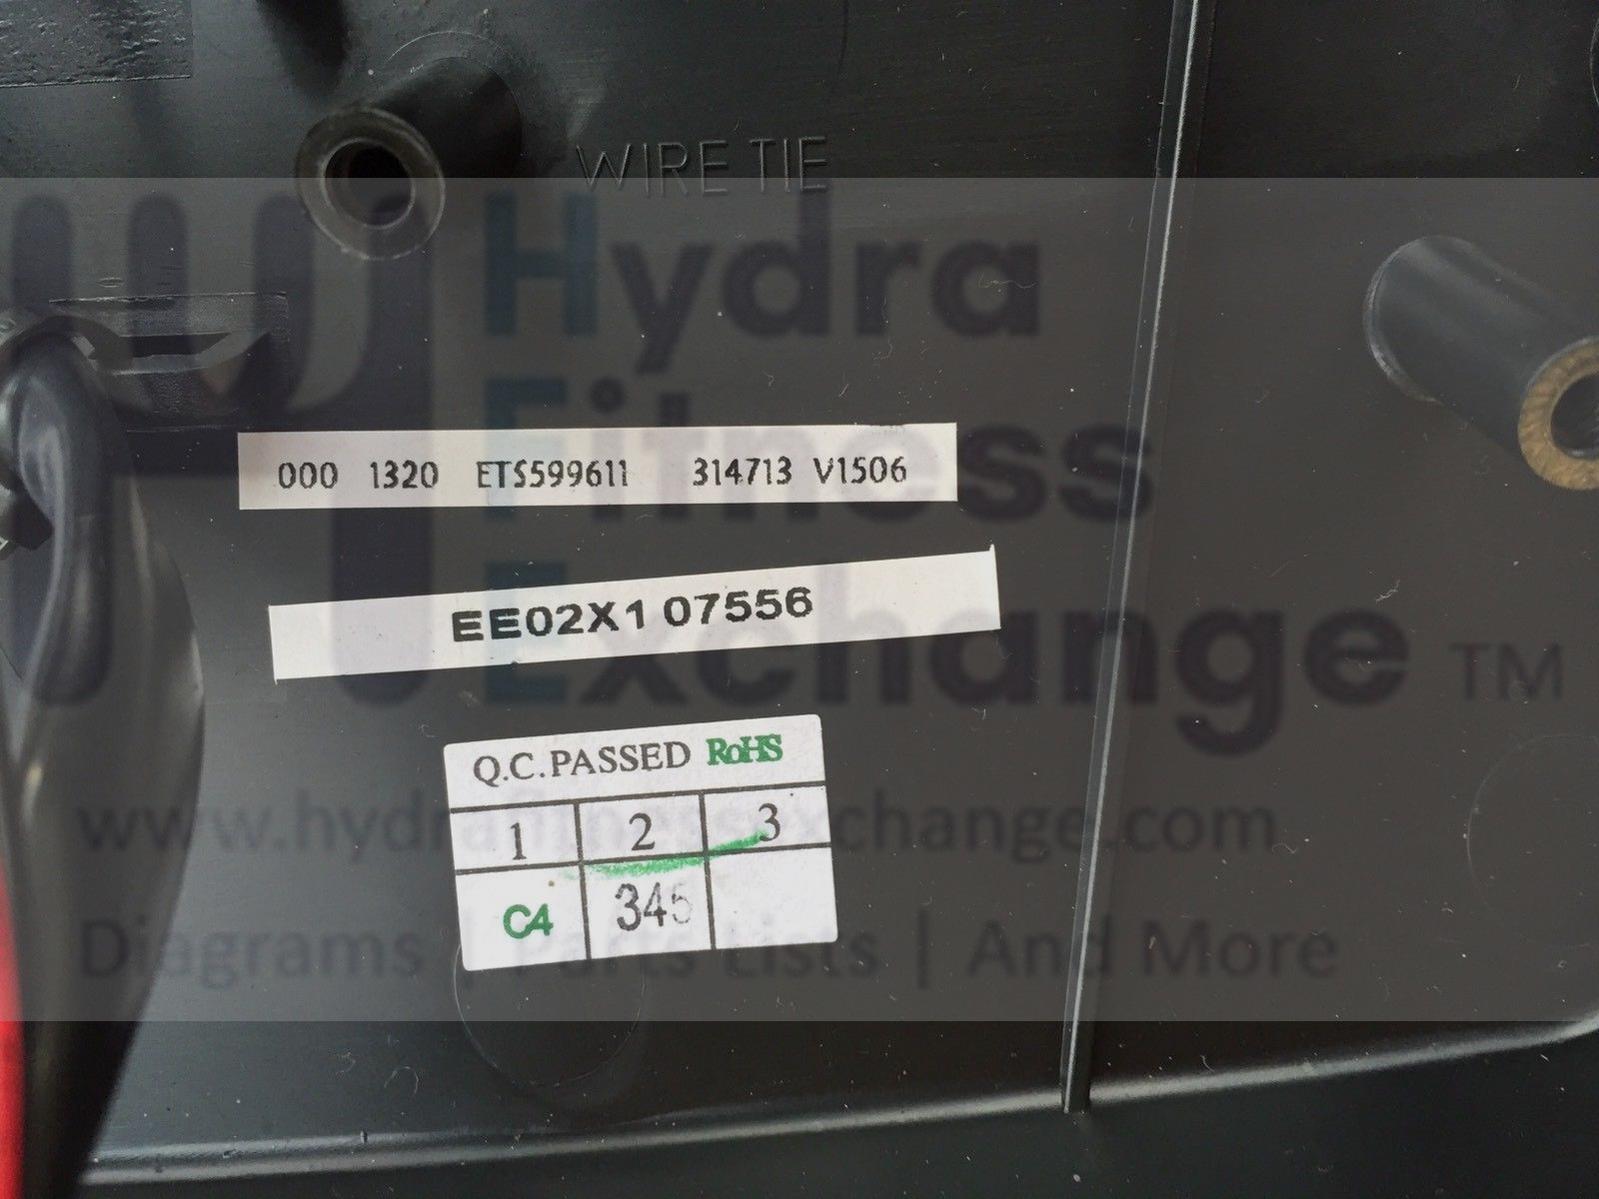 WIRE TIE
Hydra
Fitness
000 1320 ETS599611 314713 V1506
Exchange ™
EE02X1 07556
Q.C.PASSED RoHS
1 2 3
www.hydrafitnessexchange.com
C4 345
Diagrams | Parts Lists | And More